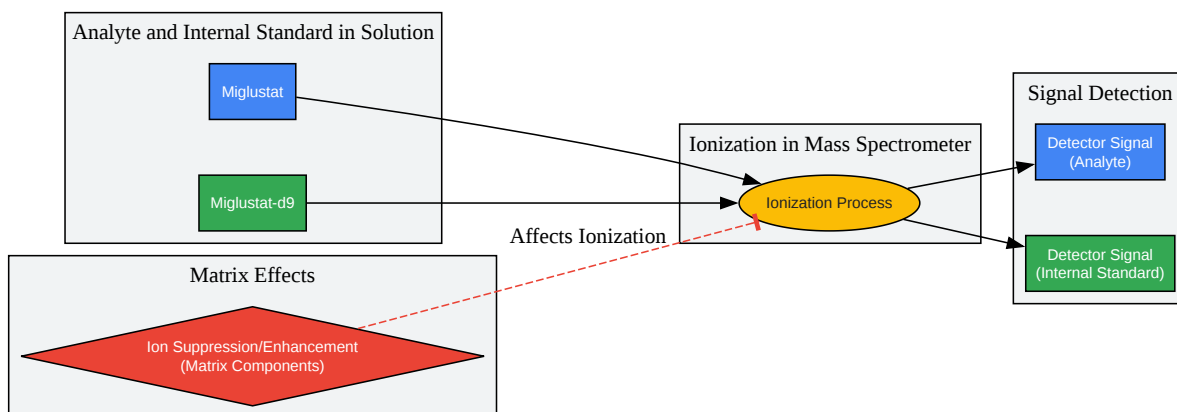 Analyte and Internal Standard in Solution
Miglustat
Miglustat-d9
Matrix Effects
Ion Suppression/Enhancement
(Matrix Components)
Affects Ionization
Ionization in Mass Spectrometer
Ionization Process
Signal Detection
Detector Signal
(Analyte)
Detector Signal
(Internal Standard)